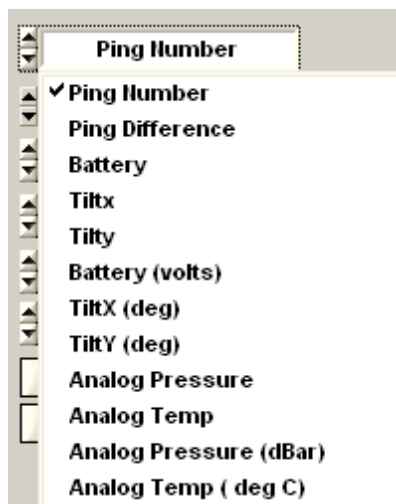 Ping Number
Ping Number
Ping Difference
Battery
Tiltx
Tilty
Battery (volts)
TiltX (deg)
TiltY (deg)
Analog Pressure
Analog Temp
Analog Pressure (dBar)
Analog Temp ( deg C)